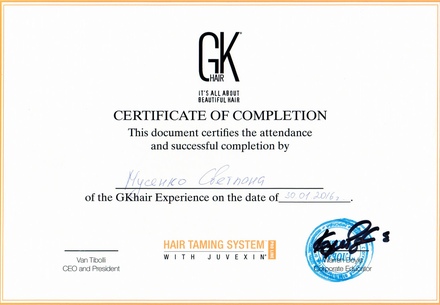 GK
HAIR
IT'S ALL ABOUT
BEAUTIFUL HAIR
CERTIFICATE OF COMPLETION
This document certifies the attendance
and successful completion by
Мусенко Светлана
of the GKhair Experience on the date of 30.01.2016г.
Van Tibolli
CEO and President
HAIR TAMING SYSTEM
WITH JUVEXIN
Corporate Educator